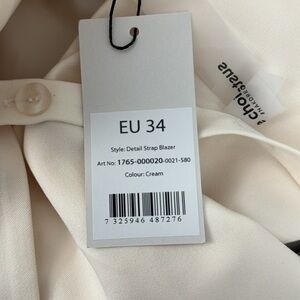 EU 34
Style: Detail Strap Blazer
Art No: 1765-000020-0021-580
Colour: Cream
7 325946 487276